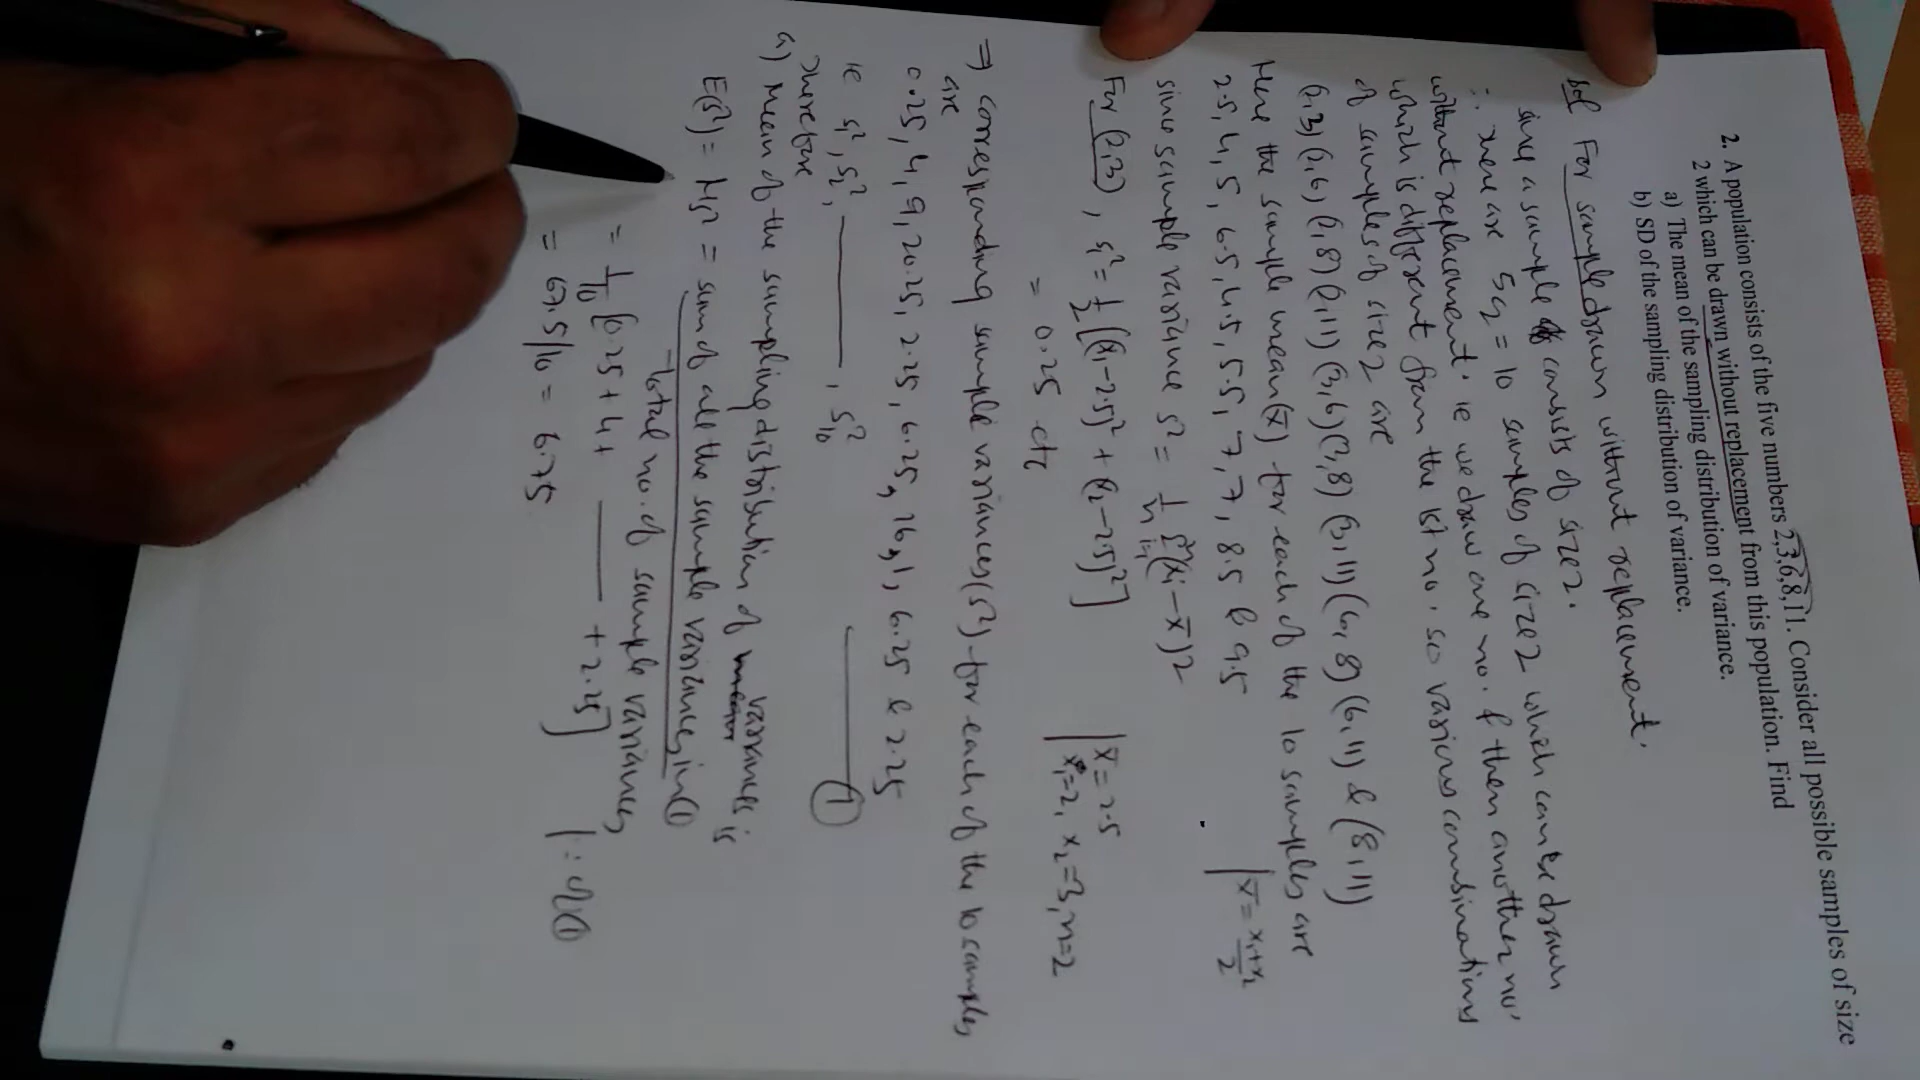 2. A population consists of the five numbers 2,3,6,8,11. Consider all possible samples of size
2 which can be drawn without replacement from this population. Find
a) The mean of the sampling distribution of variance.
b) SD of the sampling distribution of variance.
Sol For sample drawn without replacement.
Since a sample consists of size 2.
∴ there are 5C2 = 10 samples of size 2 which can be drawn
without replacement. ie we draw one no. & then another no.
which is different from the 1st no. so various combinations
of samples of size 2 are
(2,3) (2,6) (2,8) (2,11) (3,6) (3,8) (3,11) (6,8) (6,11) & (8,11)
Here the sample mean (x̄) for each of the 10 samples are
2.5, 4, 5, 6.5, 4.5, 5.5, 7, 7, 8.5 & 9.5 | x̄ = x₁+x₂/2
Since sample variance s² = 1/n Σ(xᵢ - x̄)²
For (2,3), s₁² = 1/2 [(x₁-2.5)² + (x₂-2.5)²] | x̄ = 2.5
x₁=2, x₂=3, n=2
= 0.25 etc
⇒ corresponding sample variances (s²) for each of the 10 samples
are
0.25, 4, 9, 20.25, 2.25, 6.25, 16, 1, 6.25 & 2.25
ie s₁², s₂², ———, s₁₀² ——— ①
Therefore
a) Mean of the sampling distribution of variances is
E(s²) = μs² = sum of all the sample variances in ①
Total no. of sample variances
= 1/10 [0.25 + 4 + ——— + 2.25] | ∵ of ①
= 67.5/10 = 6.75